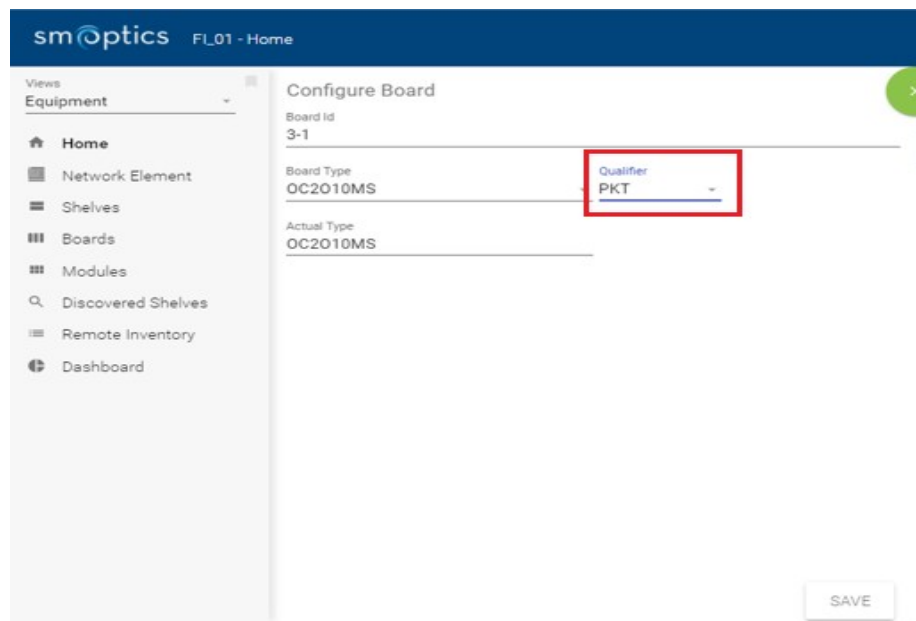 smoptics FI_01 - Home
Views
Equipment
Home
Network Element
Shelves
Boards
Modules
Discovered Shelves
Remote Inventory
Dashboard
Configure Board
Board Id
3-1
Board Type
OC2O10MS
Qualifier
PKT
Actual Type
OC2O10MS
SAVE